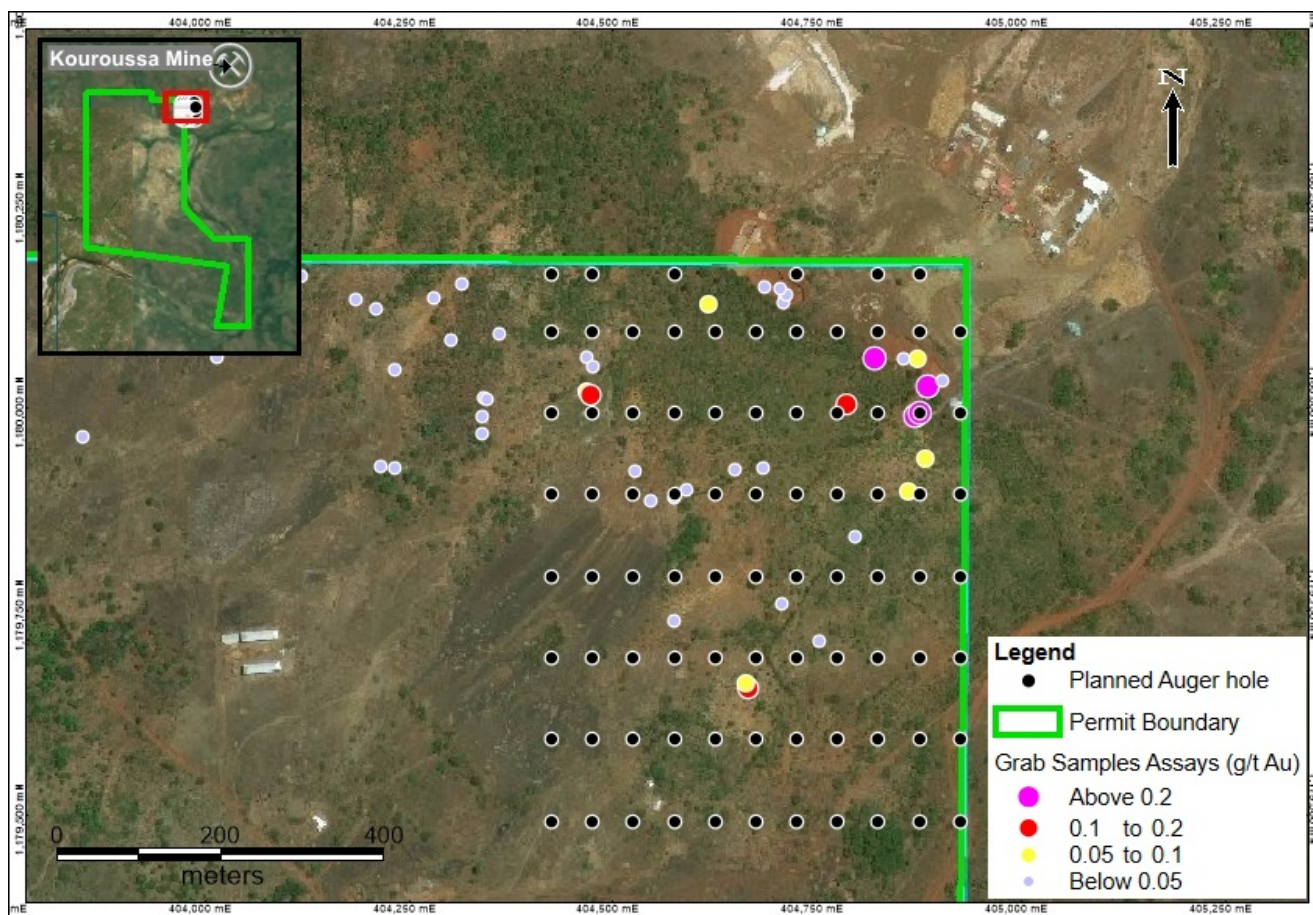 mE 404,000 mE 404,250 mE 404,500 mE 404,750 mE 405,000 mE 405,250 mE
Kouroussa Mine
N
1,180,250 mN
1,180,000 mN
1,179,750 mN
1,179,500 mN
0 200 400
meters
Legend
Planned Auger hole
Permit Boundary
Grab Samples Assays (g/t Au)
Above 0.2
0.1 to 0.2
0.05 to 0.1
Below 0.05
mE 404,000 mE 404,250 mE 404,500 mE 404,750 mE 405,000 mE 405,250 mE